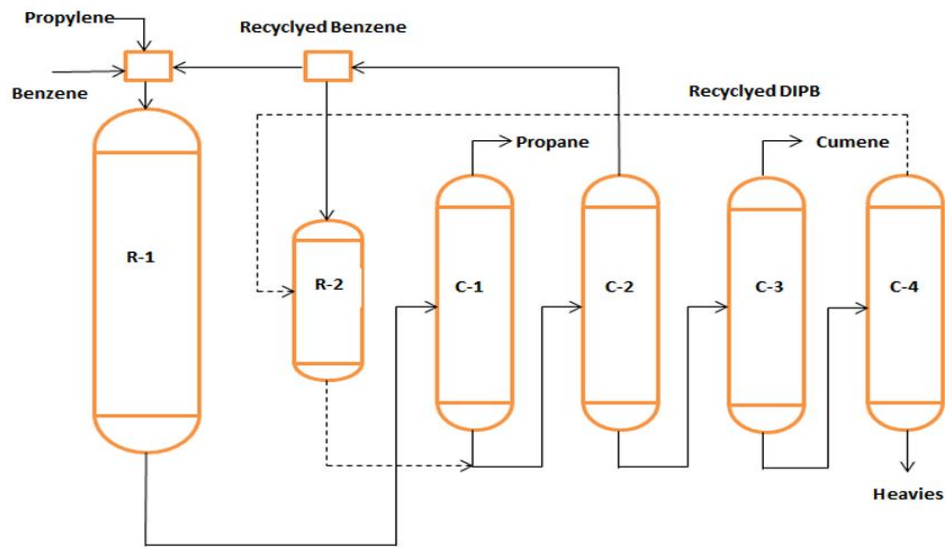 Propylene
Recyclyed Benzene
Benzene
Recyclyed DIPB
Propane
Cumene
R-1
R-2
C-1
C-2
C-3
C-4
Heavies